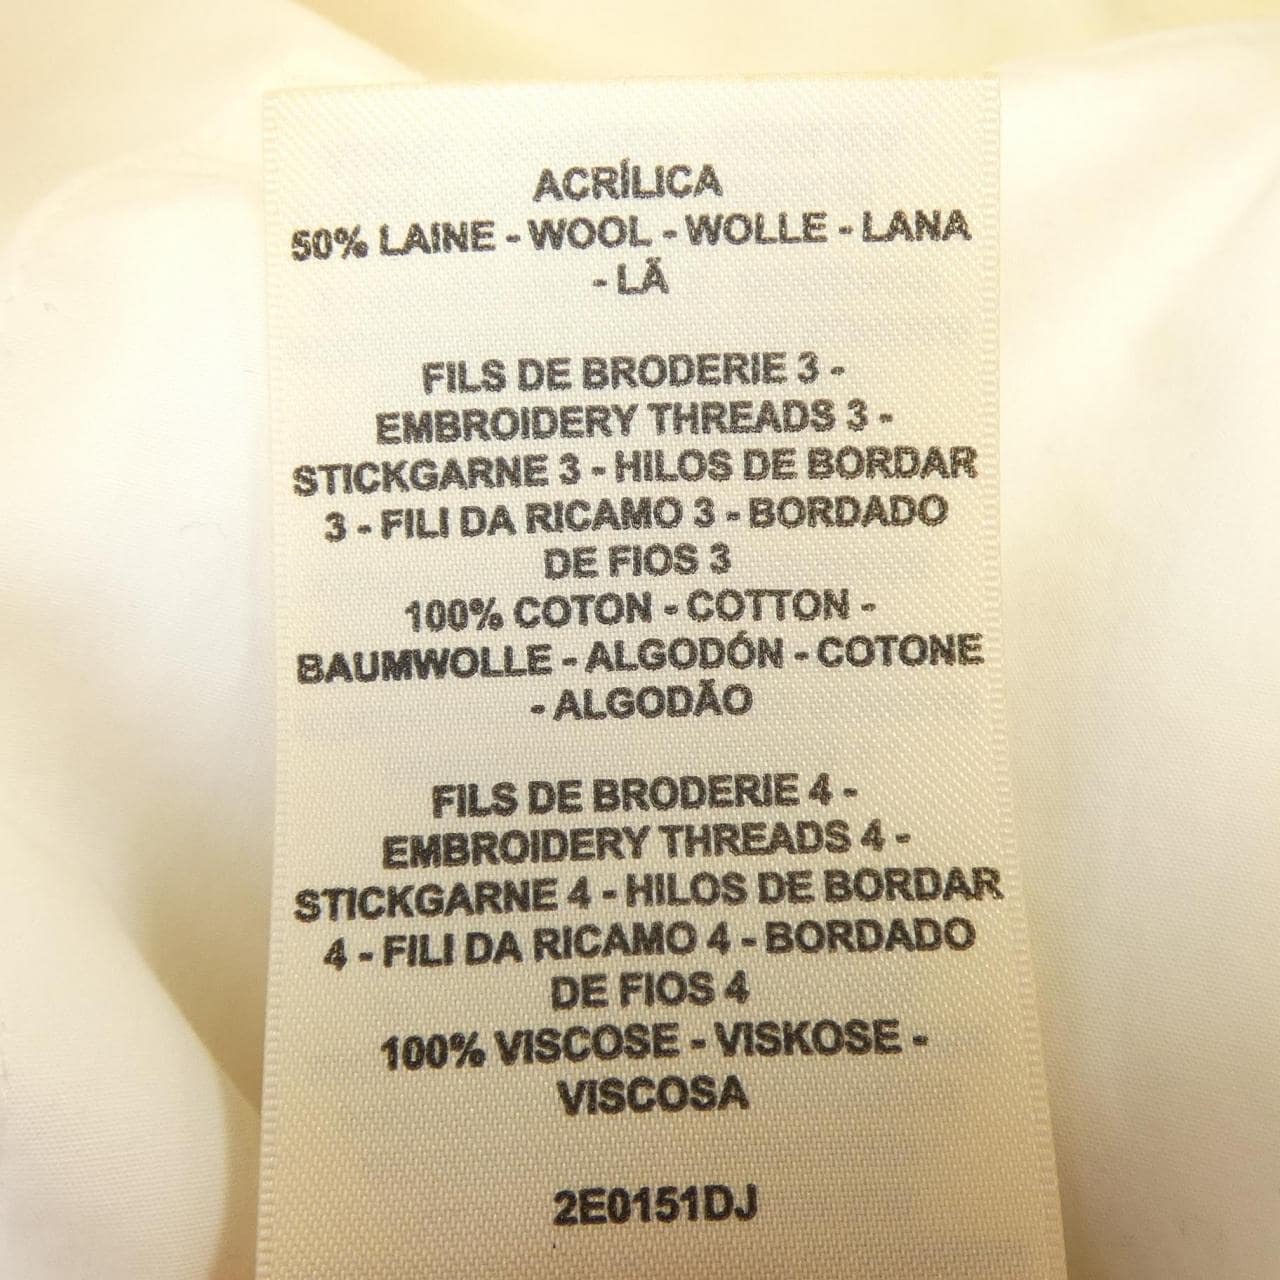 ACRÍLICA
50% LAINE - WOOL - WOLLE - LANA
- LÃ
FILS DE BRODERIE 3 -
EMBROIDERY THREADS 3 -
STICKGARNE 3 - HILOS DE BORDAR
3 - FILI DA RICAMO 3 - BORDADO
DE FIOS 3
100% COTON - COTTON -
BAUMWOLLE - ALGODÓN - COTONE
- ALGODÃO
FILS DE BRODERIE 4 -
EMBROIDERY THREADS 4 -
STICKGARNE 4 - HILOS DE BORDAR
4 - FILI DA RICAMO 4 - BORDADO
DE FIOS 4
100% VISCOSE - VISKOSE -
VISCOSA
2E0151DJ